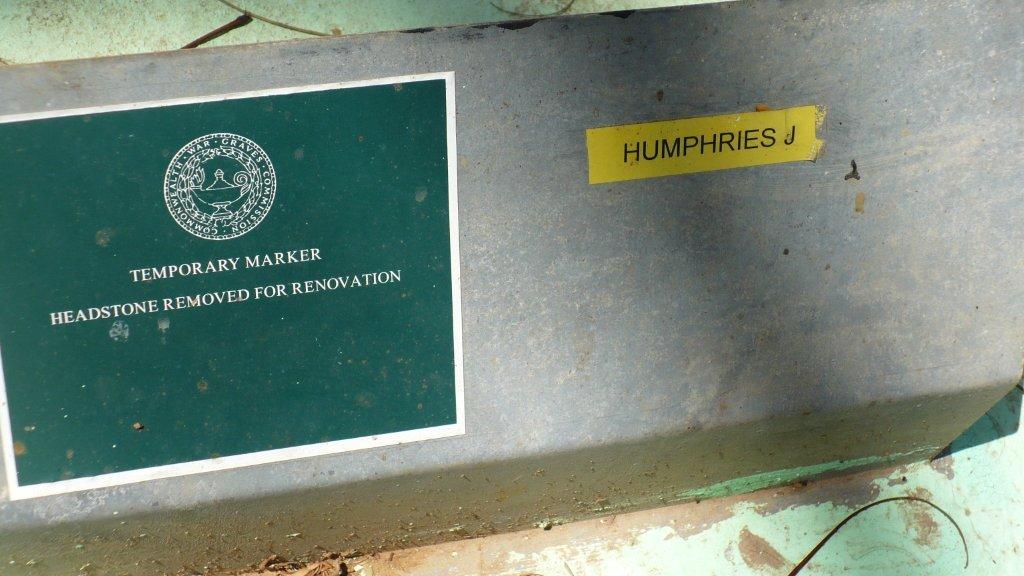 COMMONWEALTH · WAR · GRAVES · COMMISSION ·
TEMPORARY MARKER
HEADSTONE REMOVED FOR RENOVATION
HUMPHRIES J